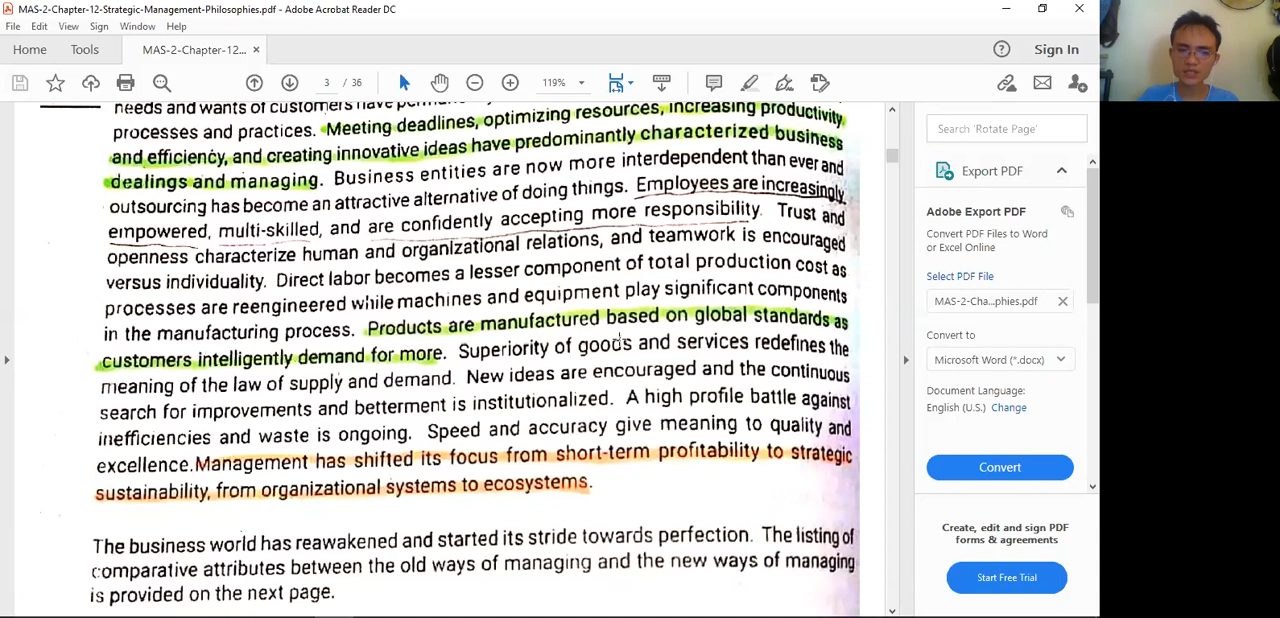 MAS-2-Chapter-12-Strategic-Management-Philosophies.pdf - Adobe Acrobat Reader DC
File Edit View Sign Window Help
Home Tools MAS-2-Chapter-12... × Sign In
3 / 36 119%
needs and wants of customers have
processes and practices. Meeting deadlines, optimizing resources, increasing productivity
and efficiency, and creating innovative ideas have predominantly characterized business
dealings and managing. Business entities are now more interdependent than ever and
outsourcing has become an attractive alternative of doing things. Employees are increasingly
empowered, multi-skilled, and are confidently accepting more responsibility. Trust and
openness characterize human and organizational relations, and teamwork is encouraged
versus individuality. Direct labor becomes a lesser component of total production cost as
processes are reengineered while machines and equipment play significant components
in the manufacturing process. Products are manufactured based on global standards as
customers intelligently demand for more. Superiority of goods and services redefines the
meaning of the law of supply and demand. New ideas are encouraged and the continuous
search for improvements and betterment is institutionalized. A high profile battle against
inefficiencies and waste is ongoing. Speed and accuracy give meaning to quality and
excellence. Management has shifted its focus from short-term profitability to strategic
sustainability, from organizational systems to ecosystems.
The business world has reawakened and started its stride towards perfection. The listing of
comparative attributes between the old ways of managing and the new ways of managing
is provided on the next page.
Search 'Rotate Page'
Export PDF
Adobe Export PDF
Convert PDF Files to Word
or Excel Online
Select PDF File
MAS-2-Cha...phies.pdf
Convert to
Microsoft Word (*.docx)
Document Language:
English (U.S.) Change
Convert
Create, edit and sign PDF
forms & agreements
Start Free Trial